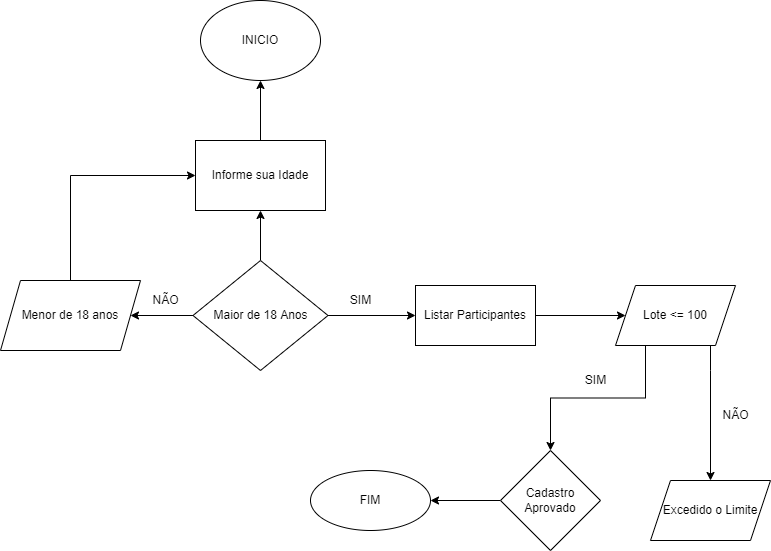 INICIO
Informe sua Idade
Menor de 18 anos
NÃO
Maior de 18 Anos
SIM
Listar Participantes
Lote <= 100
SIM
NÃO
FIM
Cadastro
Aprovado
Excedido o Limite